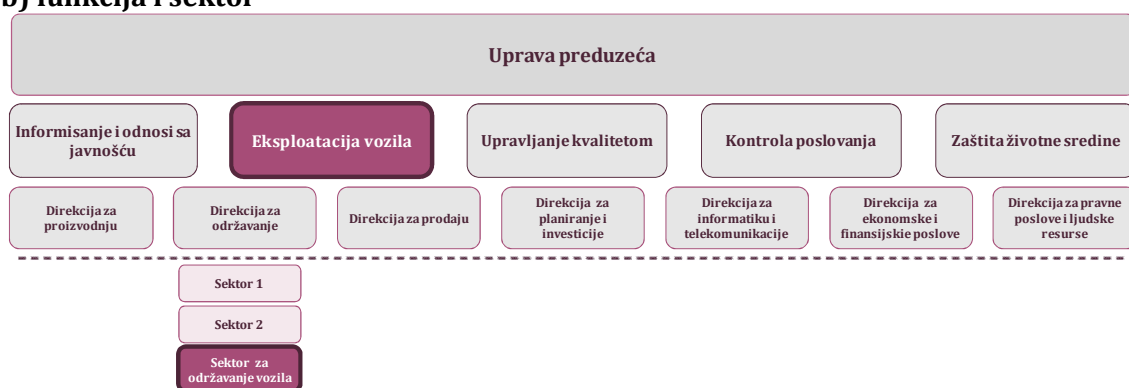 b) funkcija i sektor
Uprava preduzeća
Informisanje i odnosi sa
javnošću
Eksploatacija vozila
Upravljanje kvalitetom
Kontrola poslovanja
Zaštita životne sredine
Direkcija za
proizvodnju
Direkcija za
održavanje
Direkcija za prodaju
Direkcija za
planiranje i
investicije
Direkcija za
informatiku i
telekomunikacije
Direkcija za
ekonomske i
finansijskie poslove
Direkcija za pravne
poslove i ljudske
resurse
Sektor 1
Sektor 2
Sektor za
održavanje vozila